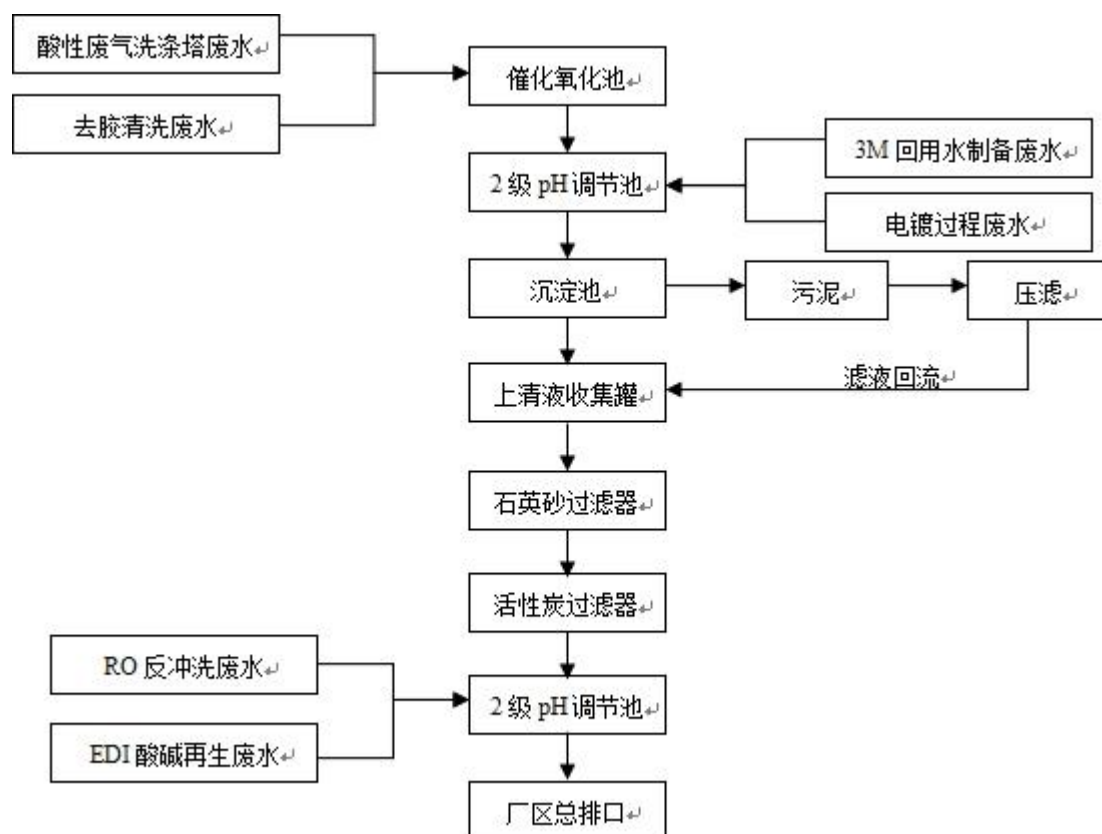 酸性废气洗涤塔废水↵
去胶清洗废水↵
催化氧化池↵
2 级 pH 调节池↵
3M 回用水制备废水↵
电镀过程废水↵
沉淀池↵
污泥↵
压滤↵
滤液回流↵
上清液收集罐↵
石英砂过滤器↵
活性炭过滤器↵
RO 反冲洗废水↵
EDI 酸碱再生废水↵
2 级 pH 调节池↵
厂区总排口↵